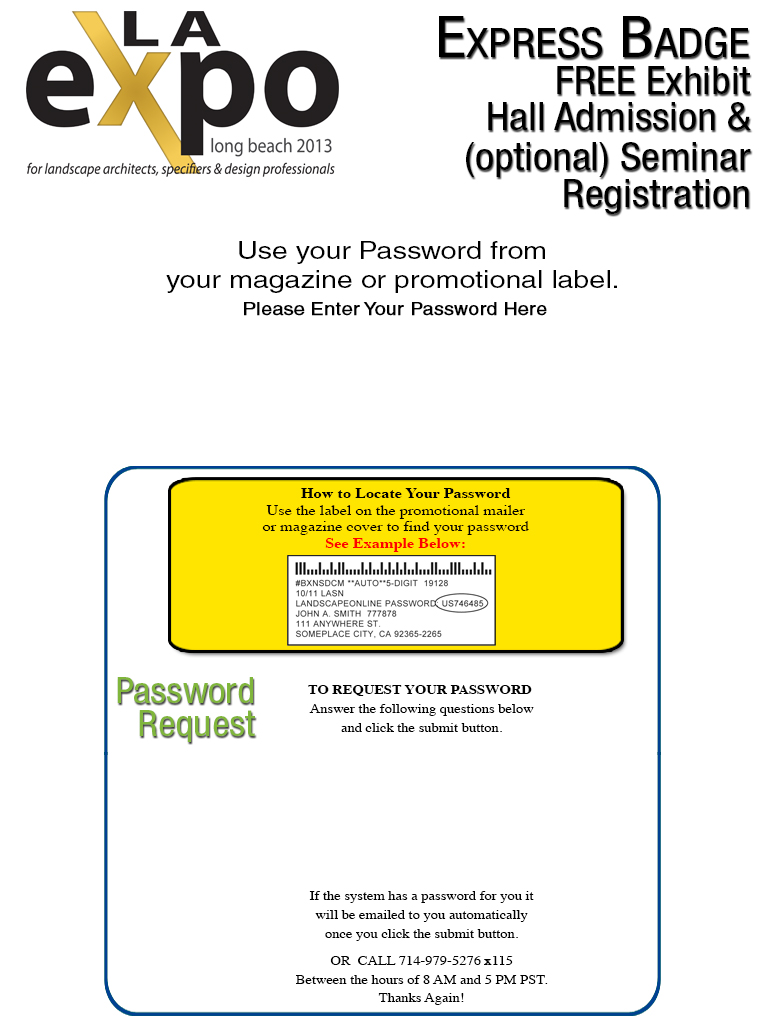 LA
expo
long beach 2013
for landscape architects, specifiers & design professionals
EXPRESS BADGE
FREE Exhibit
Hall Admission &
(optional) Seminar
Registration
Use your Password from
your magazine or promotional label.
Please Enter Your Password Here
How to Locate Your Password
Use the label on the promotional mailer
or magazine cover to find your password
See Example Below:
#BXNSDCM **AUTO**5-DIGIT 19128
10/11 LASN
LANDSCAPEONLINE PASSWORD: US746485
JOHN A. SMITH 777878
111 ANYWHERE ST.
SOMEPLACE CITY, CA 92365-2265
Password
Request
TO REQUEST YOUR PASSWORD
Answer the following questions below
and click the submit button.
If the system has a password for you it
will be emailed to you automatically
once you click the submit button.
OR CALL 714-979-5276 x115
Between the hours of 8 AM and 5 PM PST.
Thanks Again!